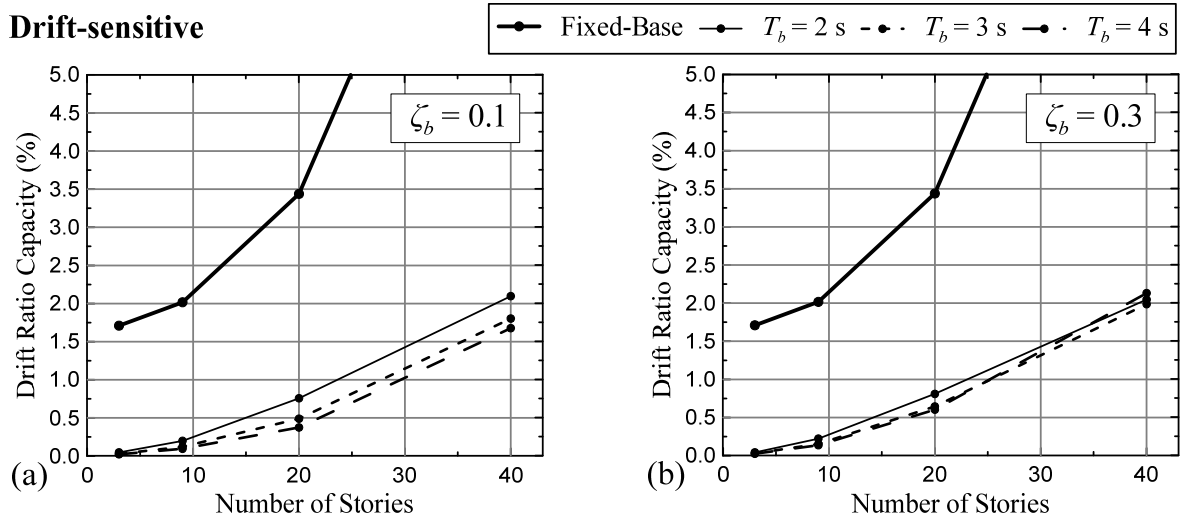 Drift-sensitive
Fixed-Base T_b = 2 s T_b = 3 s T_b = 4 s
ζ_b = 0.1
Drift Ratio Capacity (%)
5.0
4.5
4.0
3.5
3.0
2.5
2.0
1.5
1.0
0.5
0.0
0 10 20 30 40
(a)
Number of Stories
ζ_b = 0.3
Drift Ratio Capacity (%)
5.0
4.5
4.0
3.5
3.0
2.5
2.0
1.5
1.0
0.5
0.0
0 10 20 30 40
(b)
Number of Stories